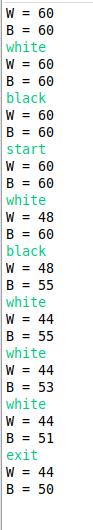 W = 60
B = 60
white
W = 60
B = 60
black
W = 60
B = 60
start
W = 60
B = 60
white
W = 48
B = 60
black
W = 48
B = 55
white
W = 44
B = 55
white
W = 44
B = 53
white
W = 44
B = 51
exit
W = 44
B = 50